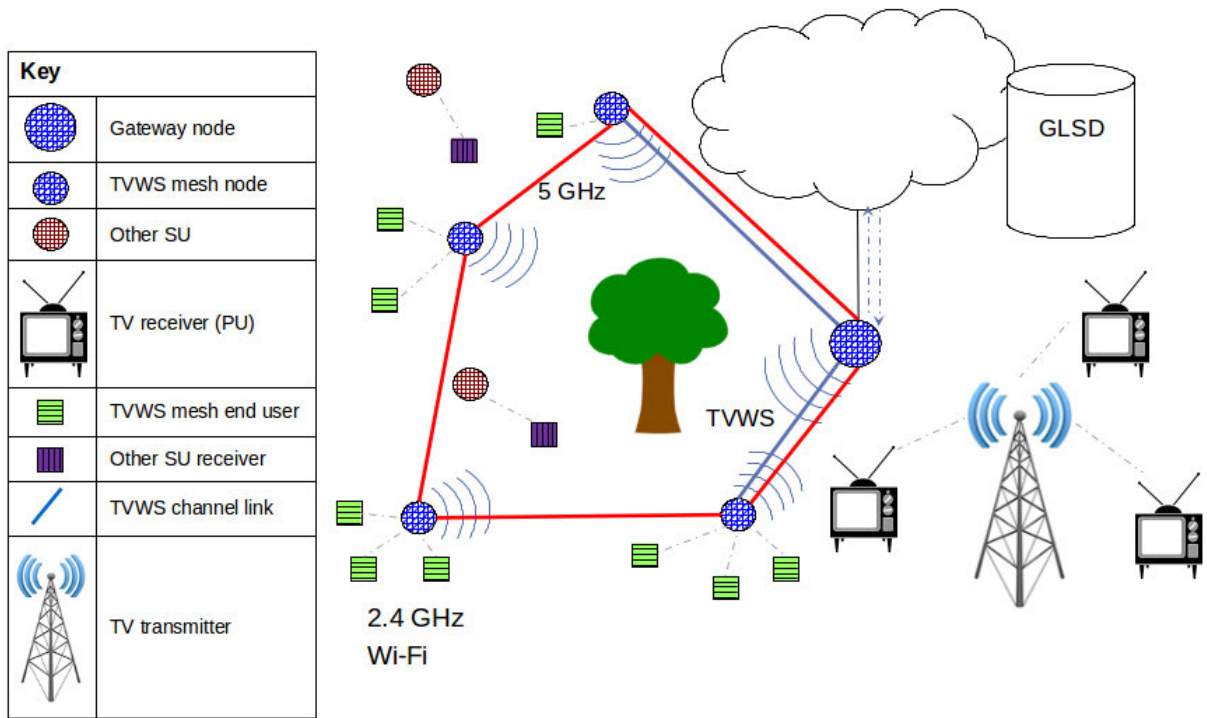 Key
Gateway node
TVWS mesh node
Other SU
TV receiver (PU)
TVWS mesh end user
Other SU receiver
TVWS channel link
TV transmitter
5 GHz
GLSD
TVWS
2.4 GHz
Wi-Fi